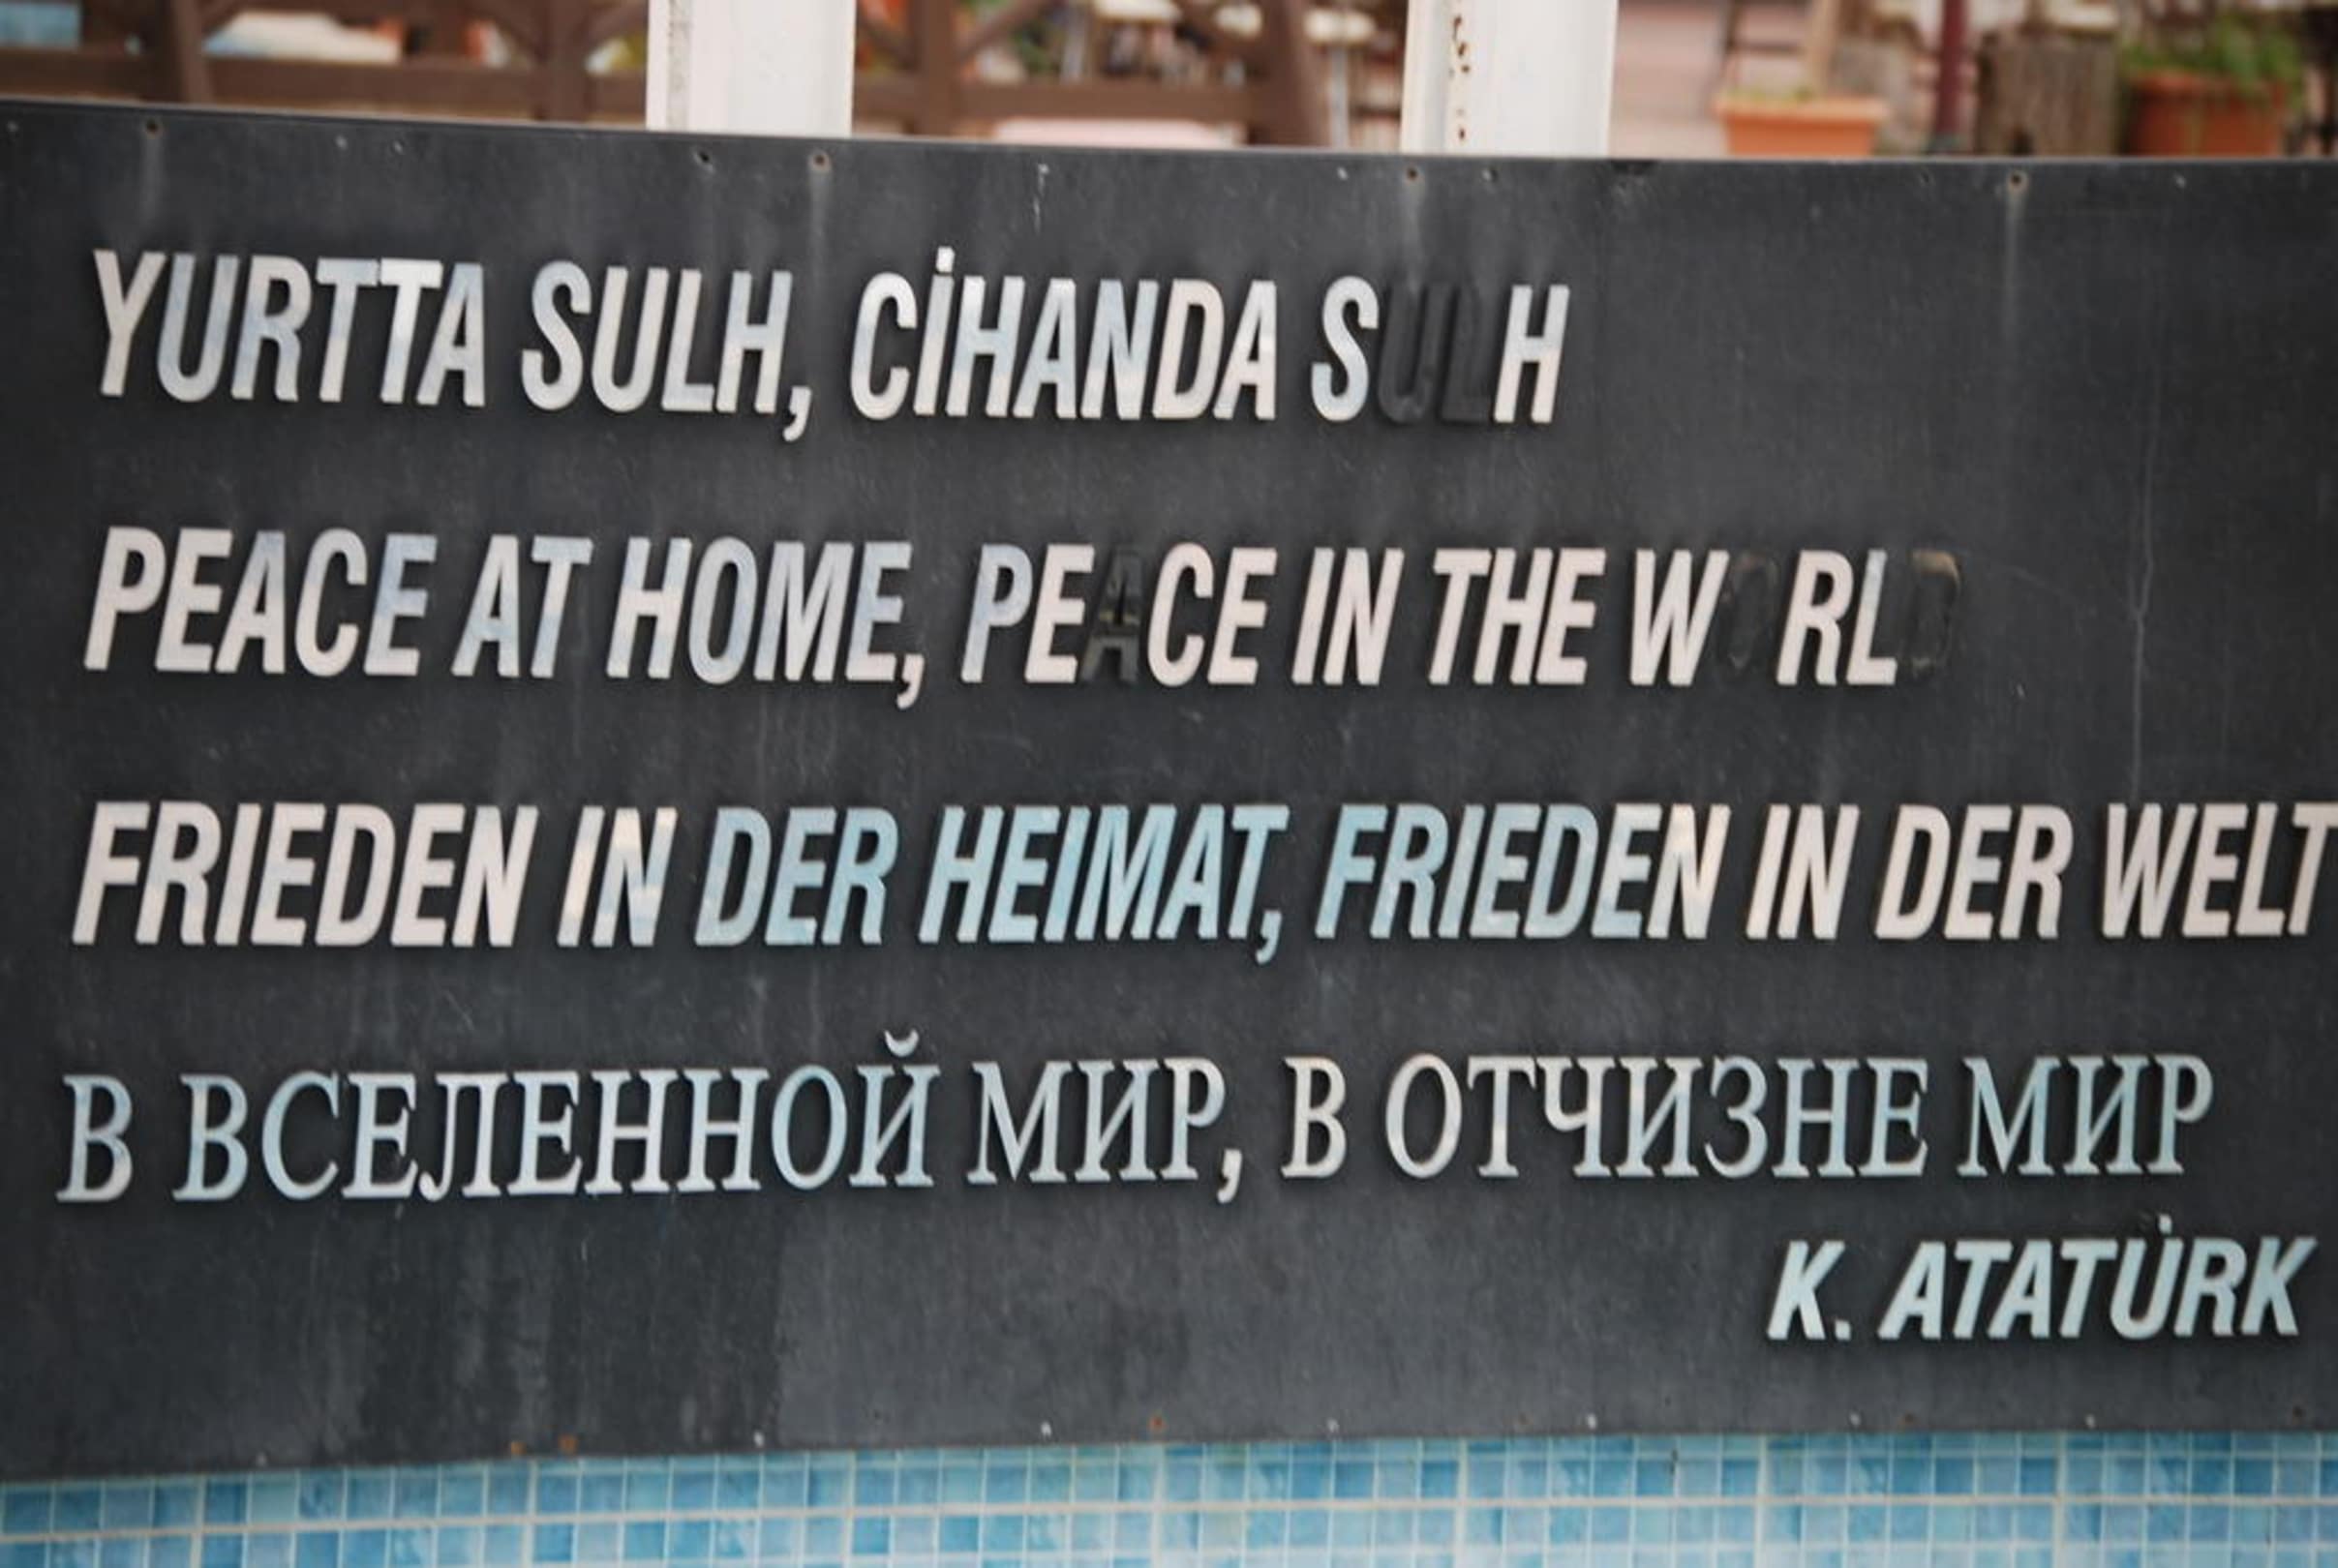 YURTTA SULH, CİHANDA SULH
PEACE AT HOME, PEACE IN THE WORLD
FRIEDEN IN DER HEIMAT, FRIEDEN IN DER WELT
В ВСЕЛЕННОЙ МИР, В ОТЧИЗНЕ МИР
K. ATATÜRK